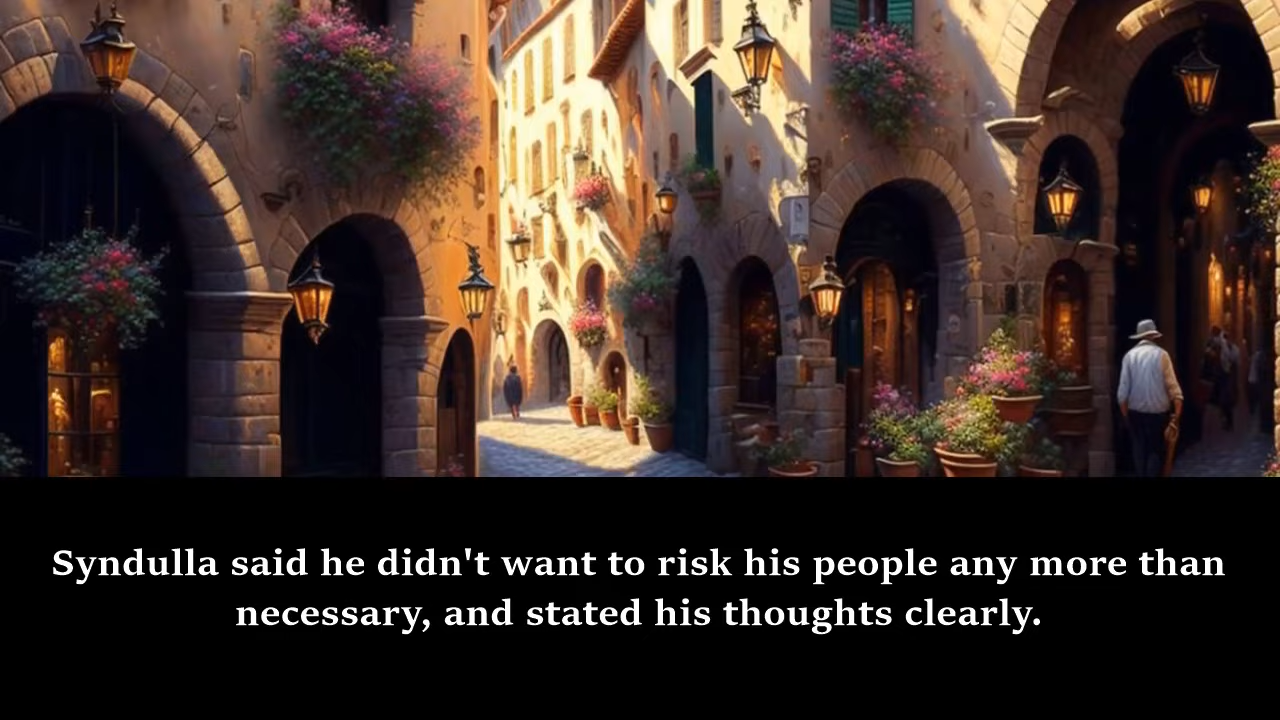 Syndulla said he didn't want to risk his people any more than
necessary, and stated his thoughts clearly.